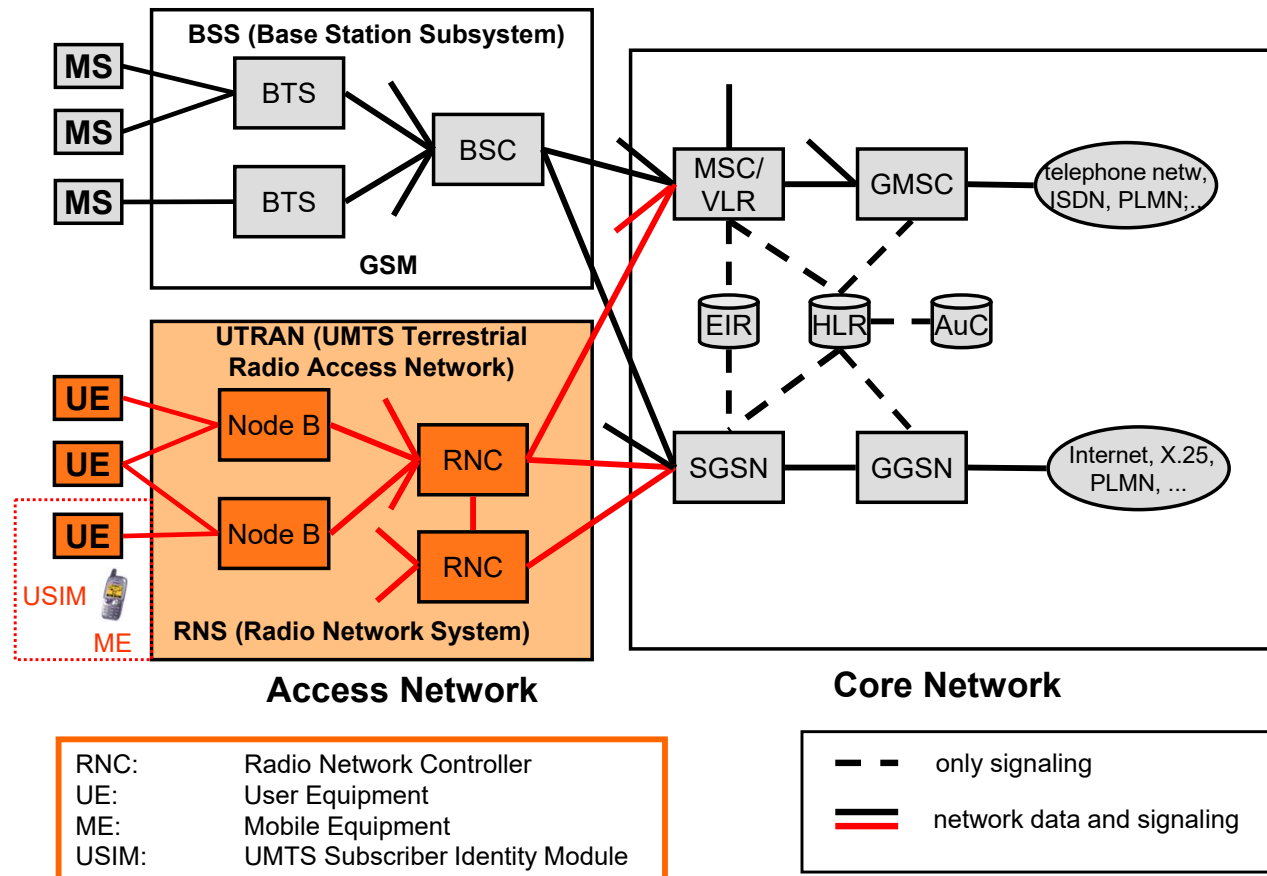 BSS (Base Station Subsystem)
MS
MS
MS
BTS
BTS
BSC
GSM
UTRAN (UMTS Terrestrial
Radio Access Network)
UE
UE
UE
Node B
Node B
RNC
RNC
USIM
ME
RNS (Radio Network System)
MSC/
VLR
GMSC
telephone netw,
ISDN, PLMN;..
EIR
HLR
AuC
SGSN
GGSN
Internet, X.25,
PLMN, ...
Access Network
Core Network
RNC: Radio Network Controller
UE: User Equipment
ME: Mobile Equipment
USIM: UMTS Subscriber Identity Module
only signaling
network data and signaling